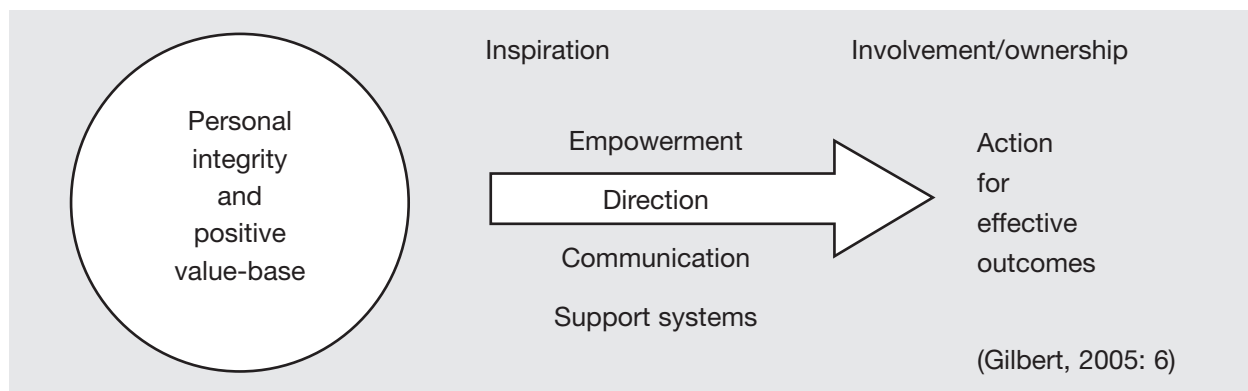 Personal
integrity
and
positive
value-base
Inspiration
Empowerment
Direction
Communication
Support systems
Involvement/ownership
Action
for
effective
outcomes
(Gilbert, 2005: 6)